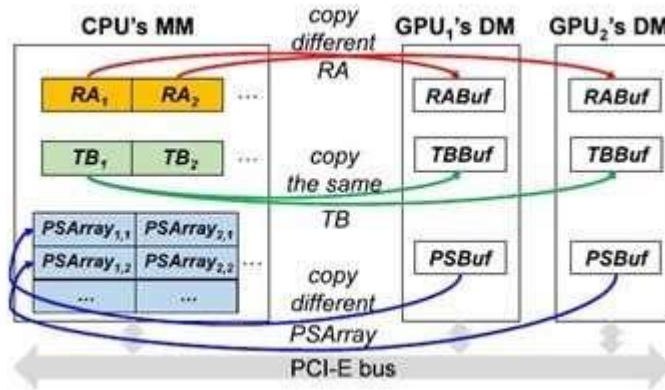 CPU's MM
copy
different
RA
GPU₁'s DM
GPU₂'s DM
RA₁ RA₂ ...
RABuf
RABuf
TB₁ TB₂ ...
copy
the same
TB
TBBuf
TBBuf
PSArray₁,₁ PSArray₂,₁
PSArray₁,₂ PSArray₂,₂ ...
... ...
copy
different
PSArray
PSBuf
PSBuf
PCI-E bus